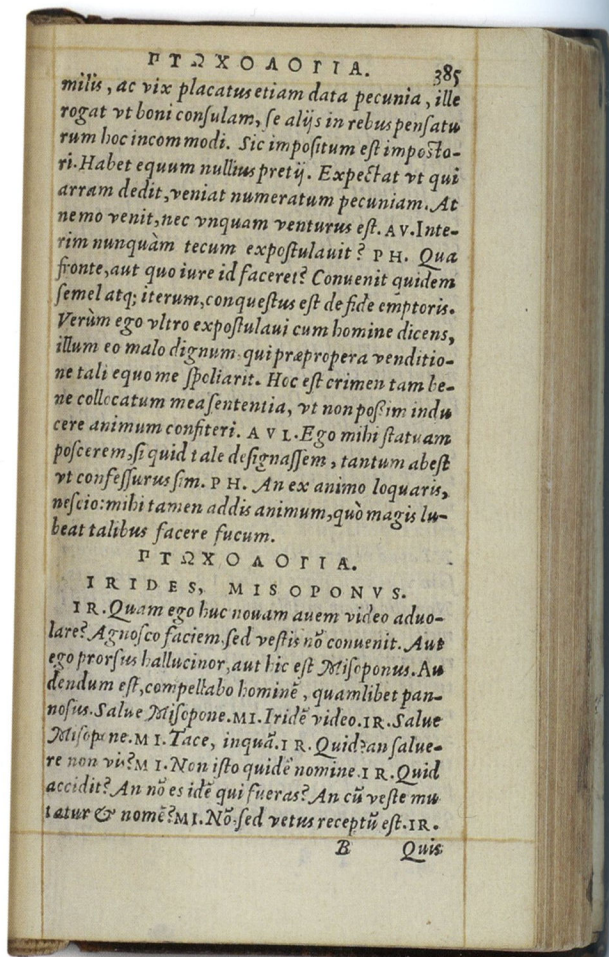 ΠΤΩΧΟΛΟΓΙΑ. 385
milis, ac vix placatus etiam data pecunia, ille
rogat vt boni consulam, se alijs in rebus pensatu
rum hoc incommodi. Sic impositum est imposto-
ri. Habet equum nullius pretij. Expectat vt qui
arram dedit, veniat numeratum pecuniam. At
nemo venit, nec vnquam venturus est. AV. Inte-
rim nunquàm tecum expostulauit? PH. Qua
fronte, aut quo iure id faceret? Convenit quidem
semel atq; iterum, conquestus est de fide emptoris.
Verùm ego vltro expostulavi cum homine dicens,
illum eo malo dignum, qui præpropera venditio-
ne tali equo me spoliarit. Hoc est crimen tam be-
ne collocatum mea sententia, vt non possim indu
cere animum confiteri. AVL. Ego mihi statuam
poscerem, si quid tale designassem, tantum abest
vt confessurus sim. PH. An ex animo loquaris,
nescio: mihi tamen addis animum, quò magis lu-
beat talibus facere fucum.
ΠΤΩΧΟΛΟΓΙΑ.
IRIDES, MISOPONVS.
IR. Quam ego huc nouam auem video aduo-
lare? Agnosco faciem, sed vestis nō convenit. Aut
ego prorsus hallucinor, aut hic est Misoponus. Au
dendum est, compellabo hominē, quamlibet pan-
nosus. Salue Misopone. MI. Iridē video. IR. Salue
Misopone. MI. Tace, inquā. IR. Quid? an salue-
re non vis? MI. Non isto quidē nomine. IR. Quid
accidit? An nō es idē qui fueras? An cū veste mu
tatur & nomē? MI. Nō, sed vetus receptū est. IR.
B Quis